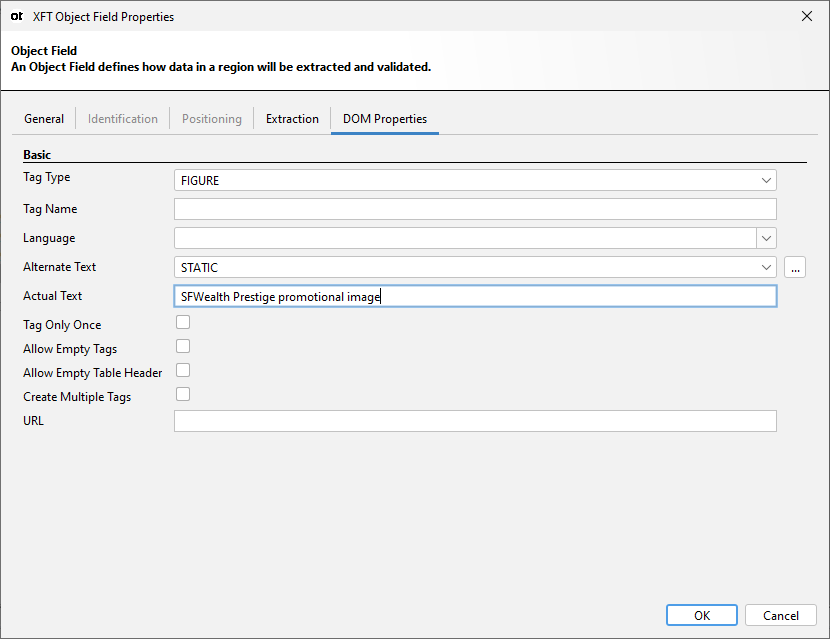 ot XFT Object Field Properties
Object Field
An Object Field defines how data in a region will be extracted and validated.
General Identification Positioning Extraction DOM Properties
Basic
Tag Type FIGURE
Tag Name
Language
Alternate Text STATIC ...
Actual Text SFWealth Prestige promotional image
Tag Only Once
Allow Empty Tags
Allow Empty Table Header
Create Multiple Tags
URL
OK Cancel